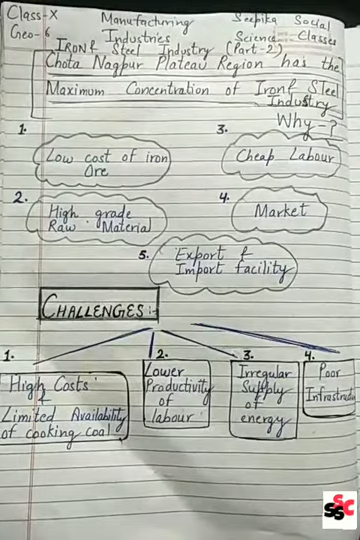 Class-X
Geo-6
Manufacturing
Industries
Seepika Social
Science Classes
IRON & Steel Industry (Part-2)
Chota Nagpur Plateau Region has the
Maximum Concentration of Iron & Steel
Industry
Why-?
1.
Low cost of iron
Ore
3.
Cheap Labour
2.
High grade
Raw Material
4.
Market
5.
Export &
Import facility
CHALLENGES:-
1.
High Costs
&
Limited Availability
of cooking coal
2.
Lower
Productivity
of
labour
3.
Irregular
Supply
of
energy
4.
Poor
SSC